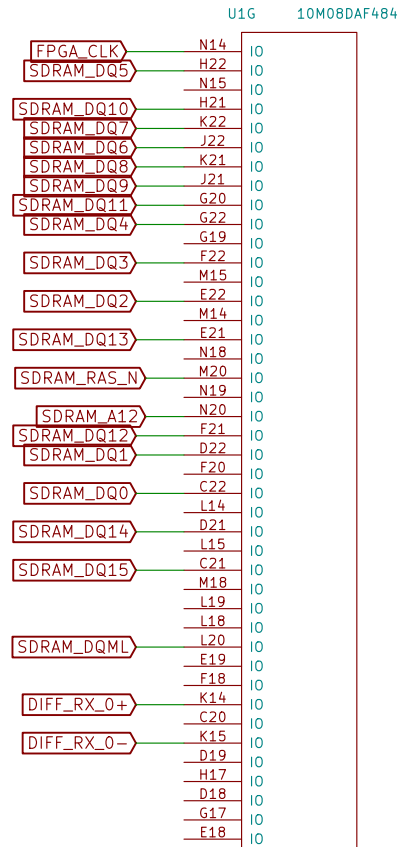 U1G 10M08DAF484
FPGA_CLK N14 IO
SDRAM_DQ5 H22 IO
N15 IO
SDRAM_DQ10 H21 IO
SDRAM_DQ7 K22 IO
SDRAM_DQ6 J22 IO
SDRAM_DQ8 K21 IO
SDRAM_DQ9 J21 IO
SDRAM_DQ11 G20 IO
SDRAM_DQ4 G22 IO
G19 IO
SDRAM_DQ3 F22 IO
M15 IO
SDRAM_DQ2 E22 IO
M14 IO
SDRAM_DQ13 E21 IO
N18 IO
SDRAM_RAS_N M20 IO
N19 IO
SDRAM_A12 N20 IO
SDRAM_DQ12 F21 IO
SDRAM_DQ1 D22 IO
F20 IO
SDRAM_DQ0 C22 IO
L14 IO
SDRAM_DQ14 D21 IO
L15 IO
SDRAM_DQ15 C21 IO
M18 IO
L19 IO
L18 IO
SDRAM_DQML L20 IO
E19 IO
F18 IO
DIFF_RX_0+ K14 IO
C20 IO
DIFF_RX_0- K15 IO
D19 IO
H17 IO
D18 IO
G17 IO
E18 IO